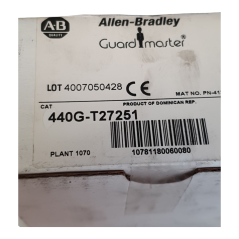 AB
Allen-Bradley
Guardmaster
LOT 4007050428 CE
MAT NO. PN-41
CAT PRODUCT OF DOMINICAN REP.
440G-T27251
PLANT 1070
10781180060080